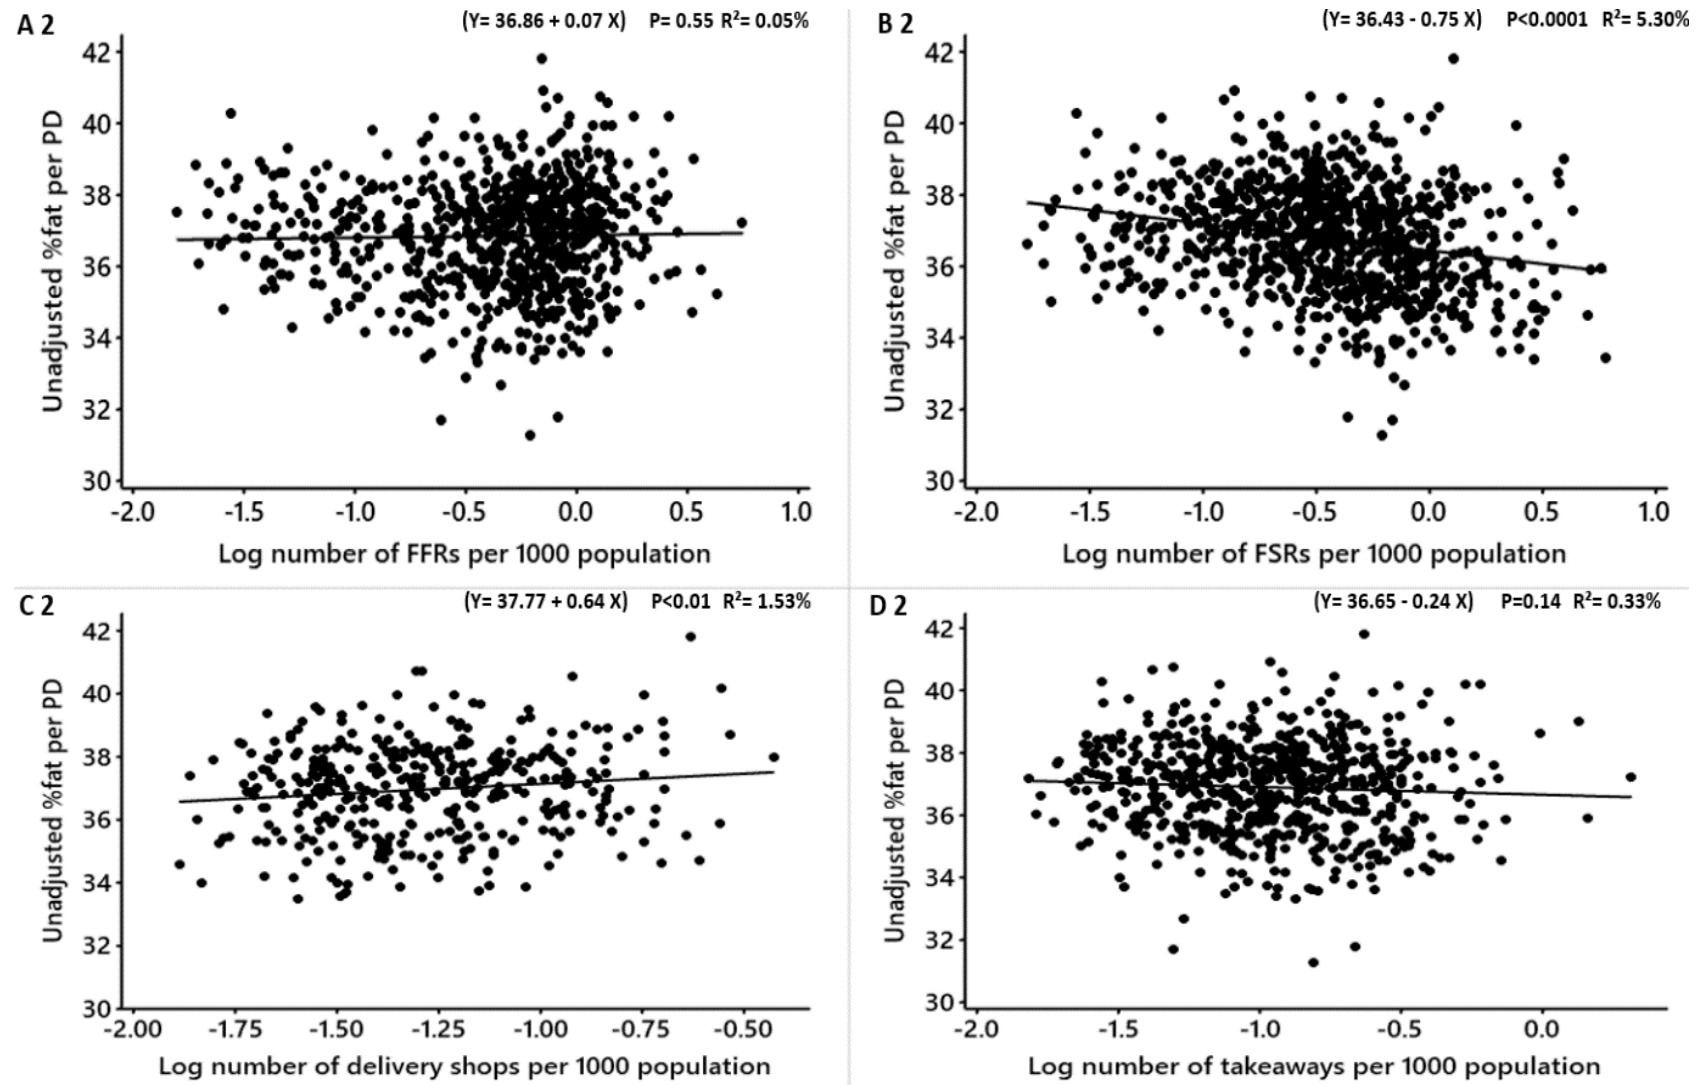 A 2
(Y= 36.86 + 0.07 X) P= 0.55 R²= 0.05%
Unadjusted %fat per PD
42
40
38
36
34
32
30
-2.0 -1.5 -1.0 -0.5 0.0 0.5 1.0
Log number of FFRs per 1000 population
B 2
(Y= 36.43 - 0.75 X) P<0.0001 R²= 5.30%
Unadjusted %fat per PD
42
40
38
36
34
32
30
-2.0 -1.5 -1.0 -0.5 0.0 0.5 1.0
Log number of FSRs per 1000 population
C 2
(Y= 37.77 + 0.64 X) P<0.01 R²= 1.53%
Unadjusted %fat per PD
42
40
38
36
34
32
30
-2.00 -1.75 -1.50 -1.25 -1.00 -0.75 -0.50
Log number of delivery shops per 1000 population
D 2
(Y= 36.65 - 0.24 X) P=0.14 R²= 0.33%
Unadjusted %fat per PD
42
40
38
36
34
32
30
-2.0 -1.5 -1.0 -0.5 0.0
Log number of takeaways per 1000 population